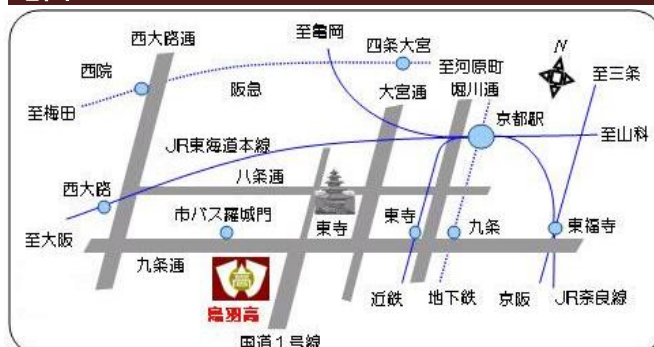 至亀岡
西大路通
四条大宮
N
西院
至河原町
至三条
阪急
大宮通
堀川通
至梅田
京都駅
至山科
JR東海道本線
八条通
西大路
市バス羅城門
東寺
東寺
九条
東福寺
至大阪
九条通
近鉄
地下鉄
京阪
JR奈良線
鳥羽高
国道1号線